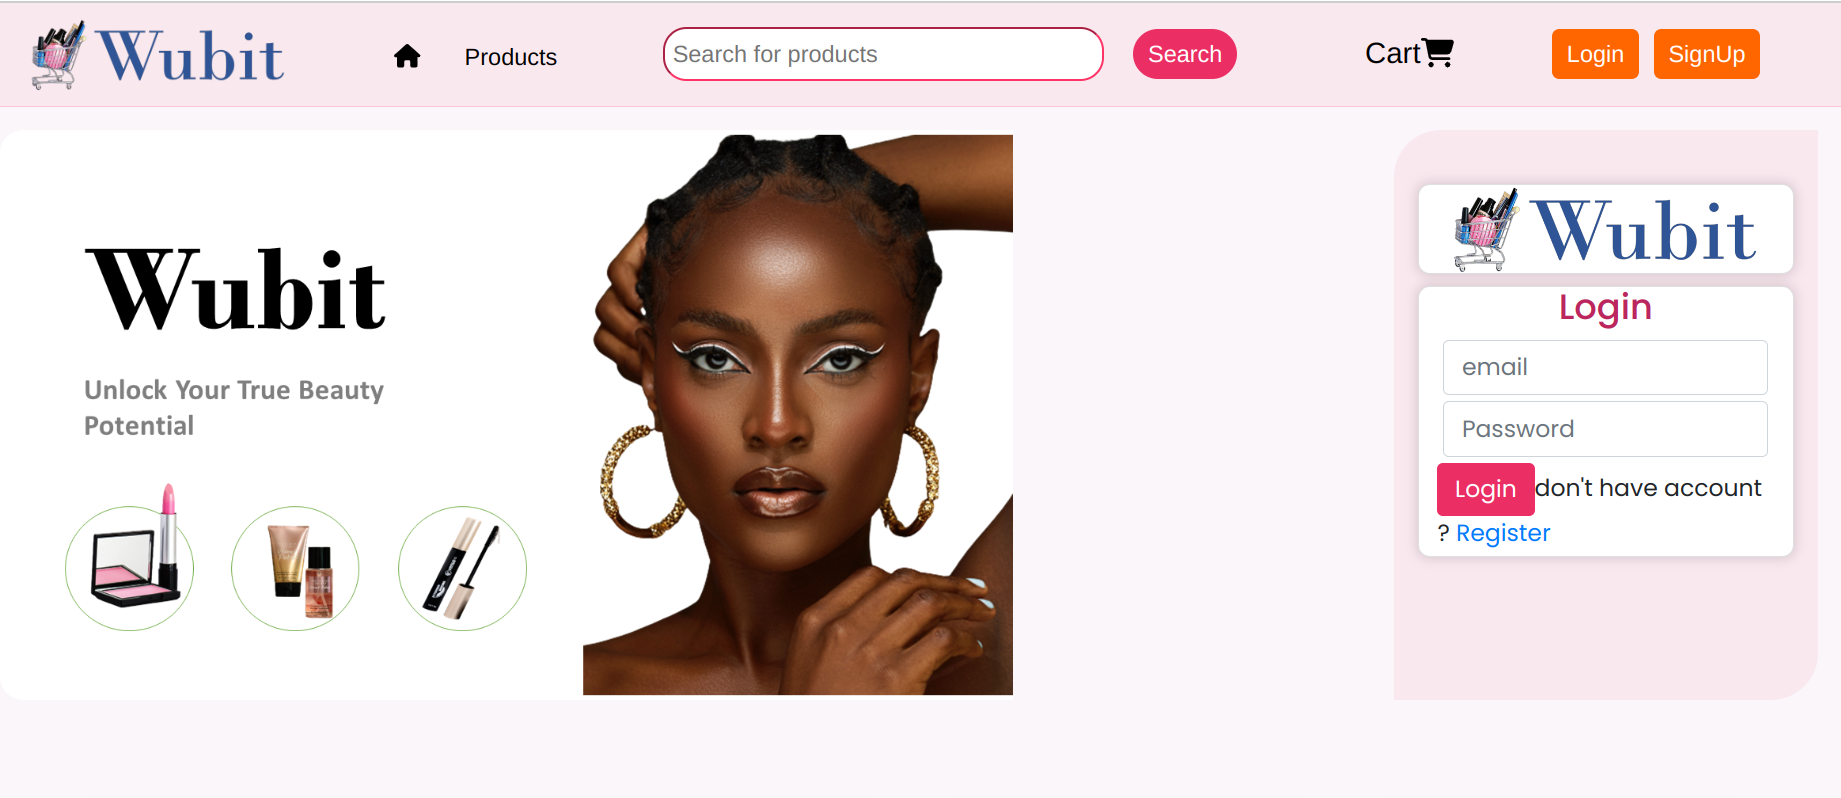 Wubit
Products
Search for products
Search
Cart
Login
SignUp
Wubit
Unlock Your True Beauty
Potential
Wubit
Login
email
Password
Login don't have account
? Register